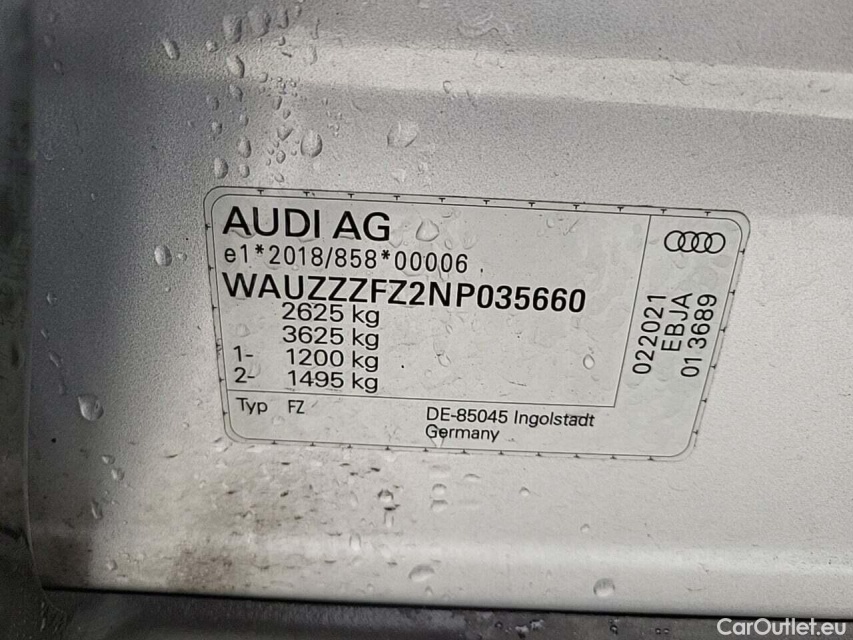 AUDI AG
e1*2018/858*00006
WAUZZZFZ2NP035660
2625 kg
3625 kg
1- 1200 kg
2- 1495 kg
Typ FZ
DE-85045 Ingolstadt
Germany
022021
EBJA
013689
CarOutlet.eu